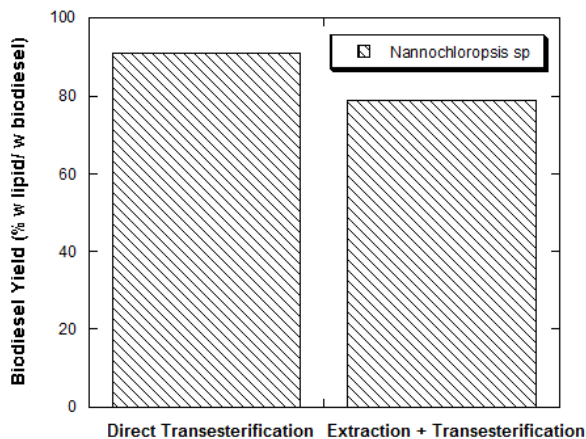 100
80
60
40
20
0
Biodiesel Yield (% w lipid/ w biodiesel)
Nannochloropsis sp
Direct Transesterification
Extraction + Transesterification